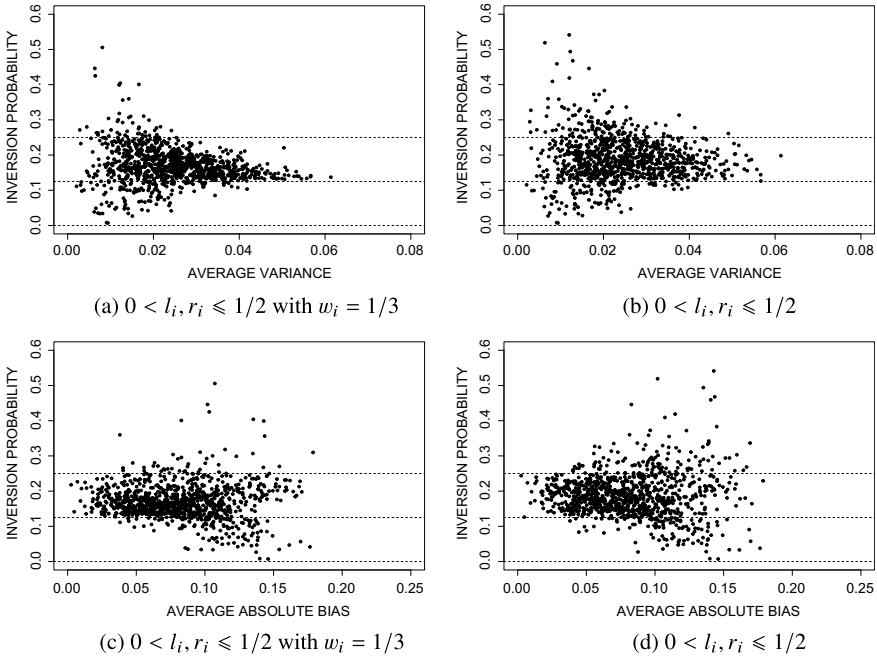 INVERSION PROBABILITY
0.0 0.1 0.2 0.3 0.4 0.5 0.6
0.00 0.02 0.04 0.06 0.08
AVERAGE VARIANCE
(a) 0 < l_i, r_i ⩽ 1/2 with w_i = 1/3
INVERSION PROBABILITY
0.0 0.1 0.2 0.3 0.4 0.5 0.6
0.00 0.02 0.04 0.06 0.08
AVERAGE VARIANCE
(b) 0 < l_i, r_i ⩽ 1/2
INVERSION PROBABILITY
0.0 0.1 0.2 0.3 0.4 0.5 0.6
0.00 0.05 0.10 0.15 0.20 0.25
AVERAGE ABSOLUTE BIAS
(c) 0 < l_i, r_i ⩽ 1/2 with w_i = 1/3
INVERSION PROBABILITY
0.0 0.1 0.2 0.3 0.4 0.5 0.6
0.00 0.05 0.10 0.15 0.20 0.25
AVERAGE ABSOLUTE BIAS
(d) 0 < l_i, r_i ⩽ 1/2